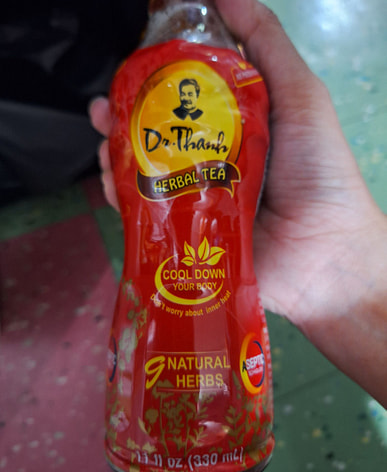 Dr. Thanh
HERBAL TEA
COOL DOWN
YOUR BODY
Don't worry about inner heat
9 NATURAL
HERBS
SEPTIC
11 fl oz. (330 mL)